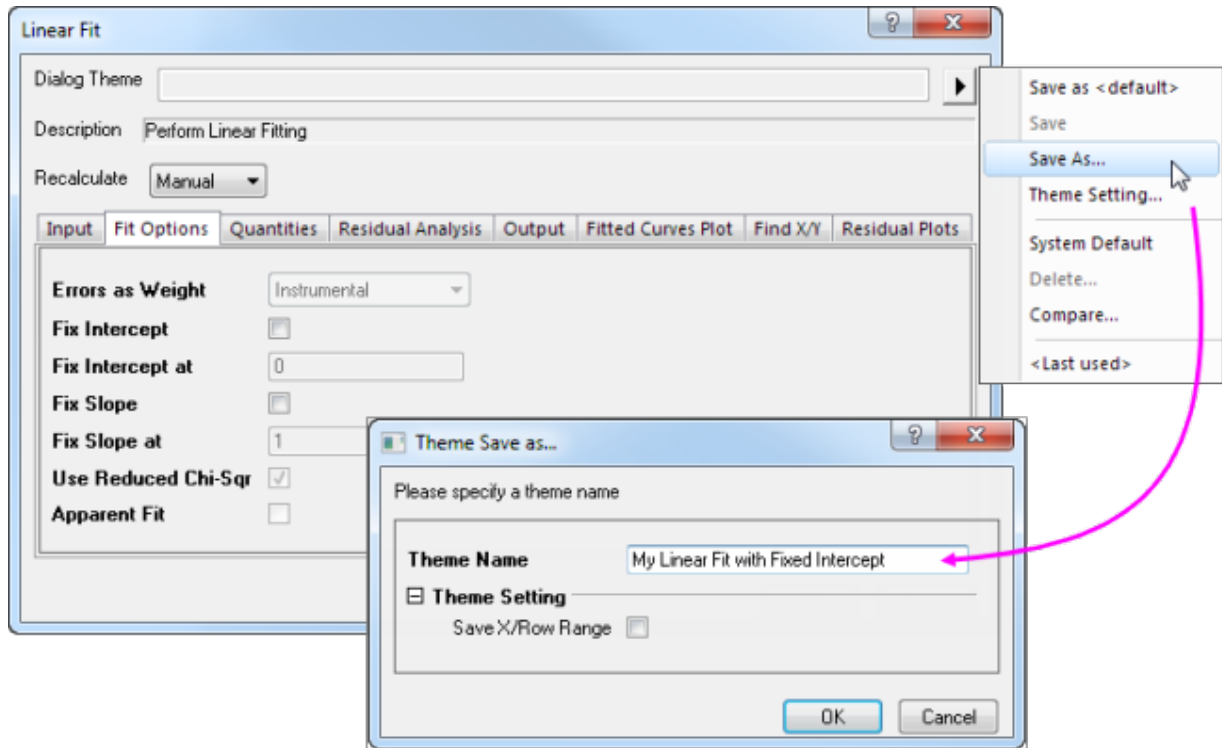 Linear Fit
Dialog Theme
Description Perform Linear Fitting
Recalculate Manual
Input Fit Options Quantities Residual Analysis Output Fitted Curves Plot Find X/Y Residual Plots
Errors as Weight Instrumental
Fix Intercept
Fix Intercept at 0
Fix Slope
Fix Slope at 1
Use Reduced Chi-Sqr
Apparent Fit
Save as <default>
Save
Save As...
Theme Setting...
System Default
Delete...
Compare...
<Last used>
Theme Save as...
Please specify a theme name
Theme Name My Linear Fit with Fixed Intercept
Theme Setting
Save X/Row Range
OK Cancel